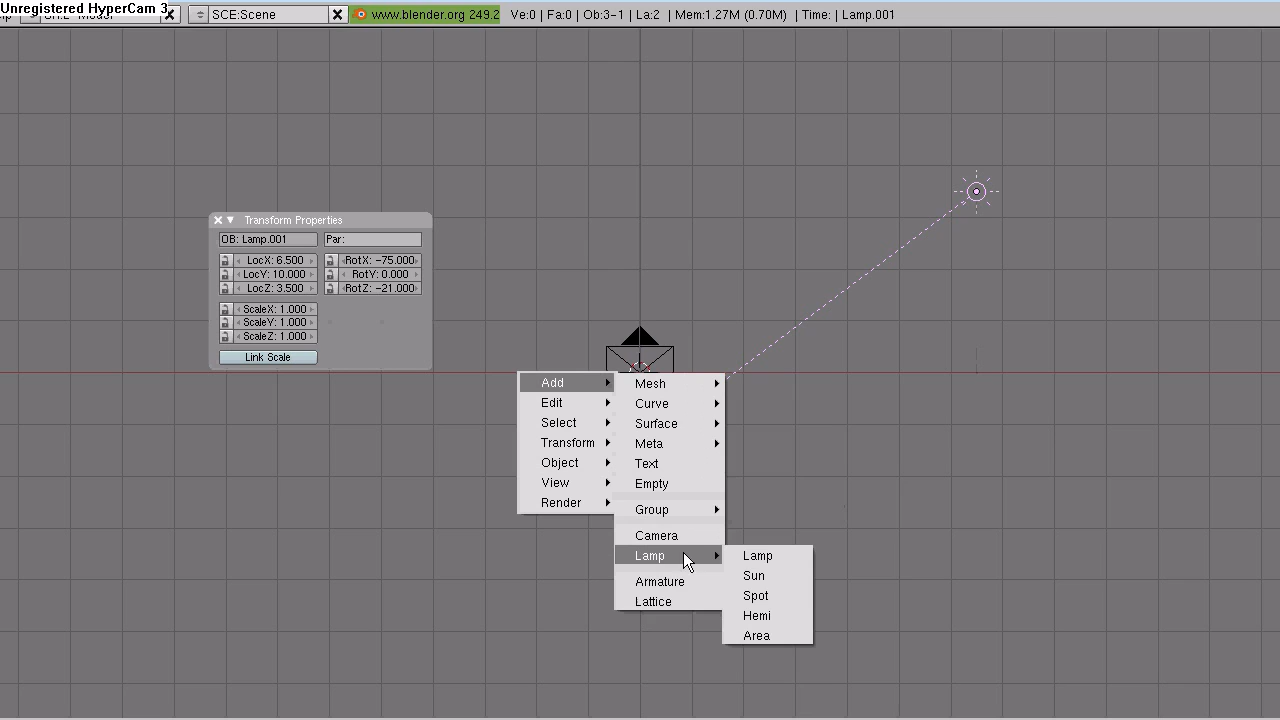 Unregistered HyperCam 3
SCE:Scene
www.blender.org 249.2
Ve:0 | Fa:0 | Ob:3-1 | La:2 | Mem:1.27M (0.70M) | Time: | Lamp.001
Transform Properties
OB: Lamp.001
Par:
LocX: 6.500
RotX: -75.000
LocY: 10.000
RotY: 0.000
LocZ: 3.500
RotZ: -21.000
ScaleX: 1.000
ScaleY: 1.000
ScaleZ: 1.000
Link Scale
Add
Edit
Select
Transform
Object
View
Render
Mesh
Curve
Surface
Meta
Text
Empty
Group
Camera
Lamp
Armature
Lattice
Lamp
Sun
Spot
Hemi
Area